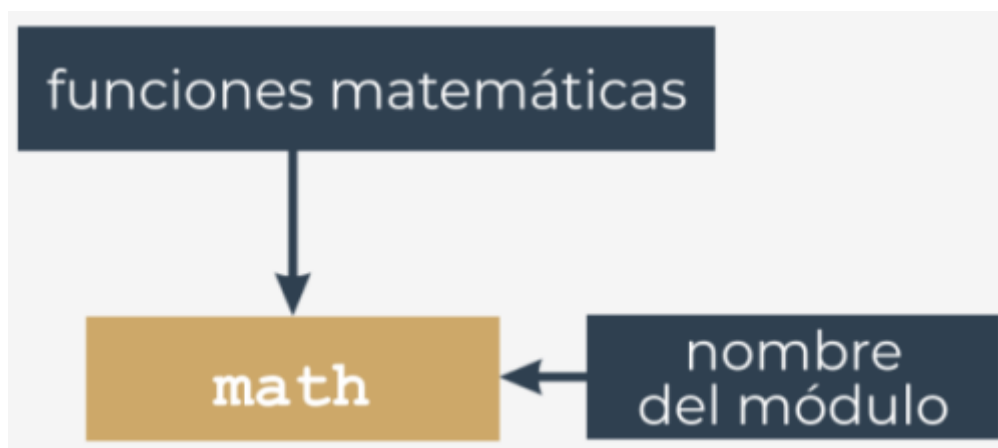 funciones matemáticas
math
nombre
del módulo